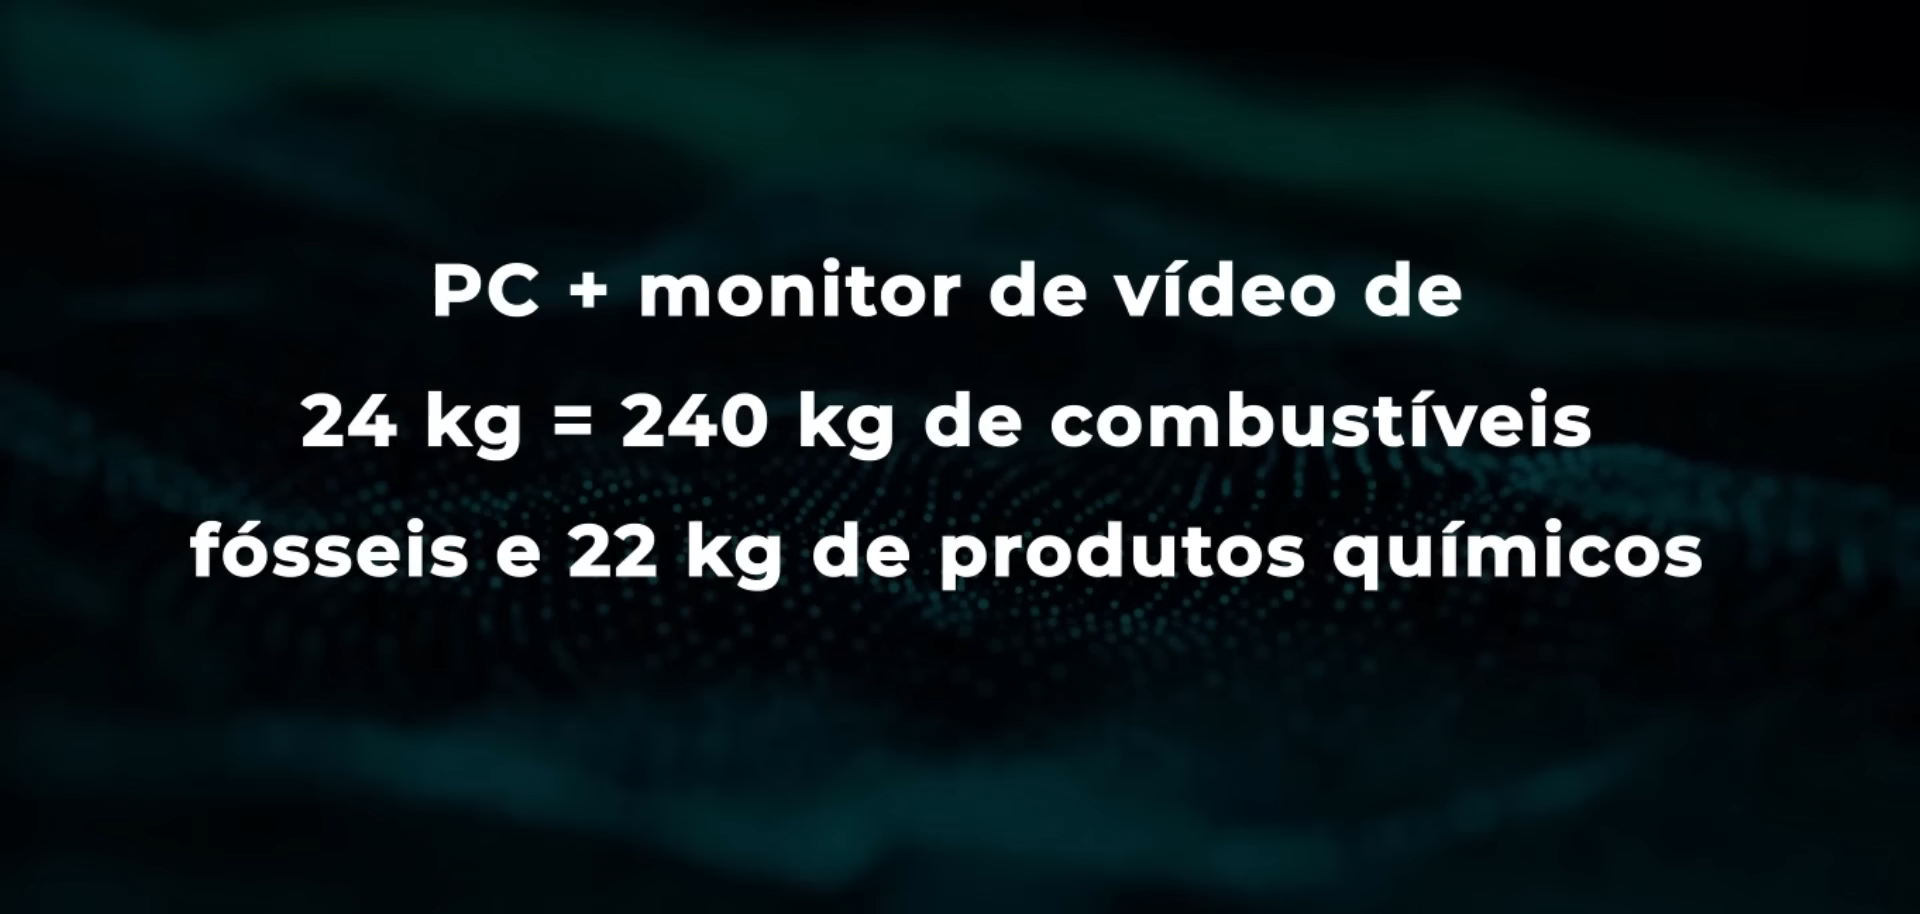 PC + monitor de vídeo de
24 kg = 240 kg de combustíveis
fósseis e 22 kg de produtos químicos